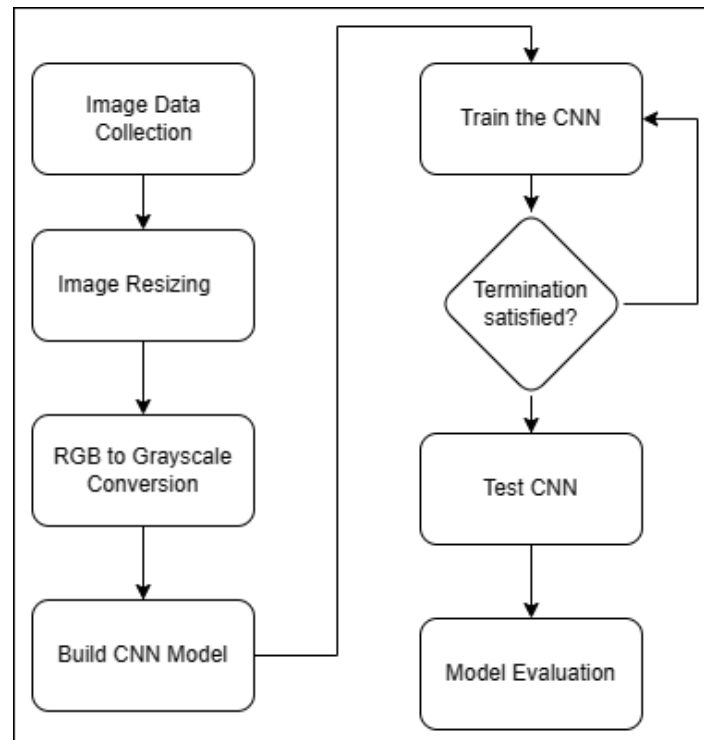 Image Data
Collection
Image Resizing
RGB to Grayscale
Conversion
Build CNN Model
Train the CNN
Termination
satisfied?
Test CNN
Model Evaluation